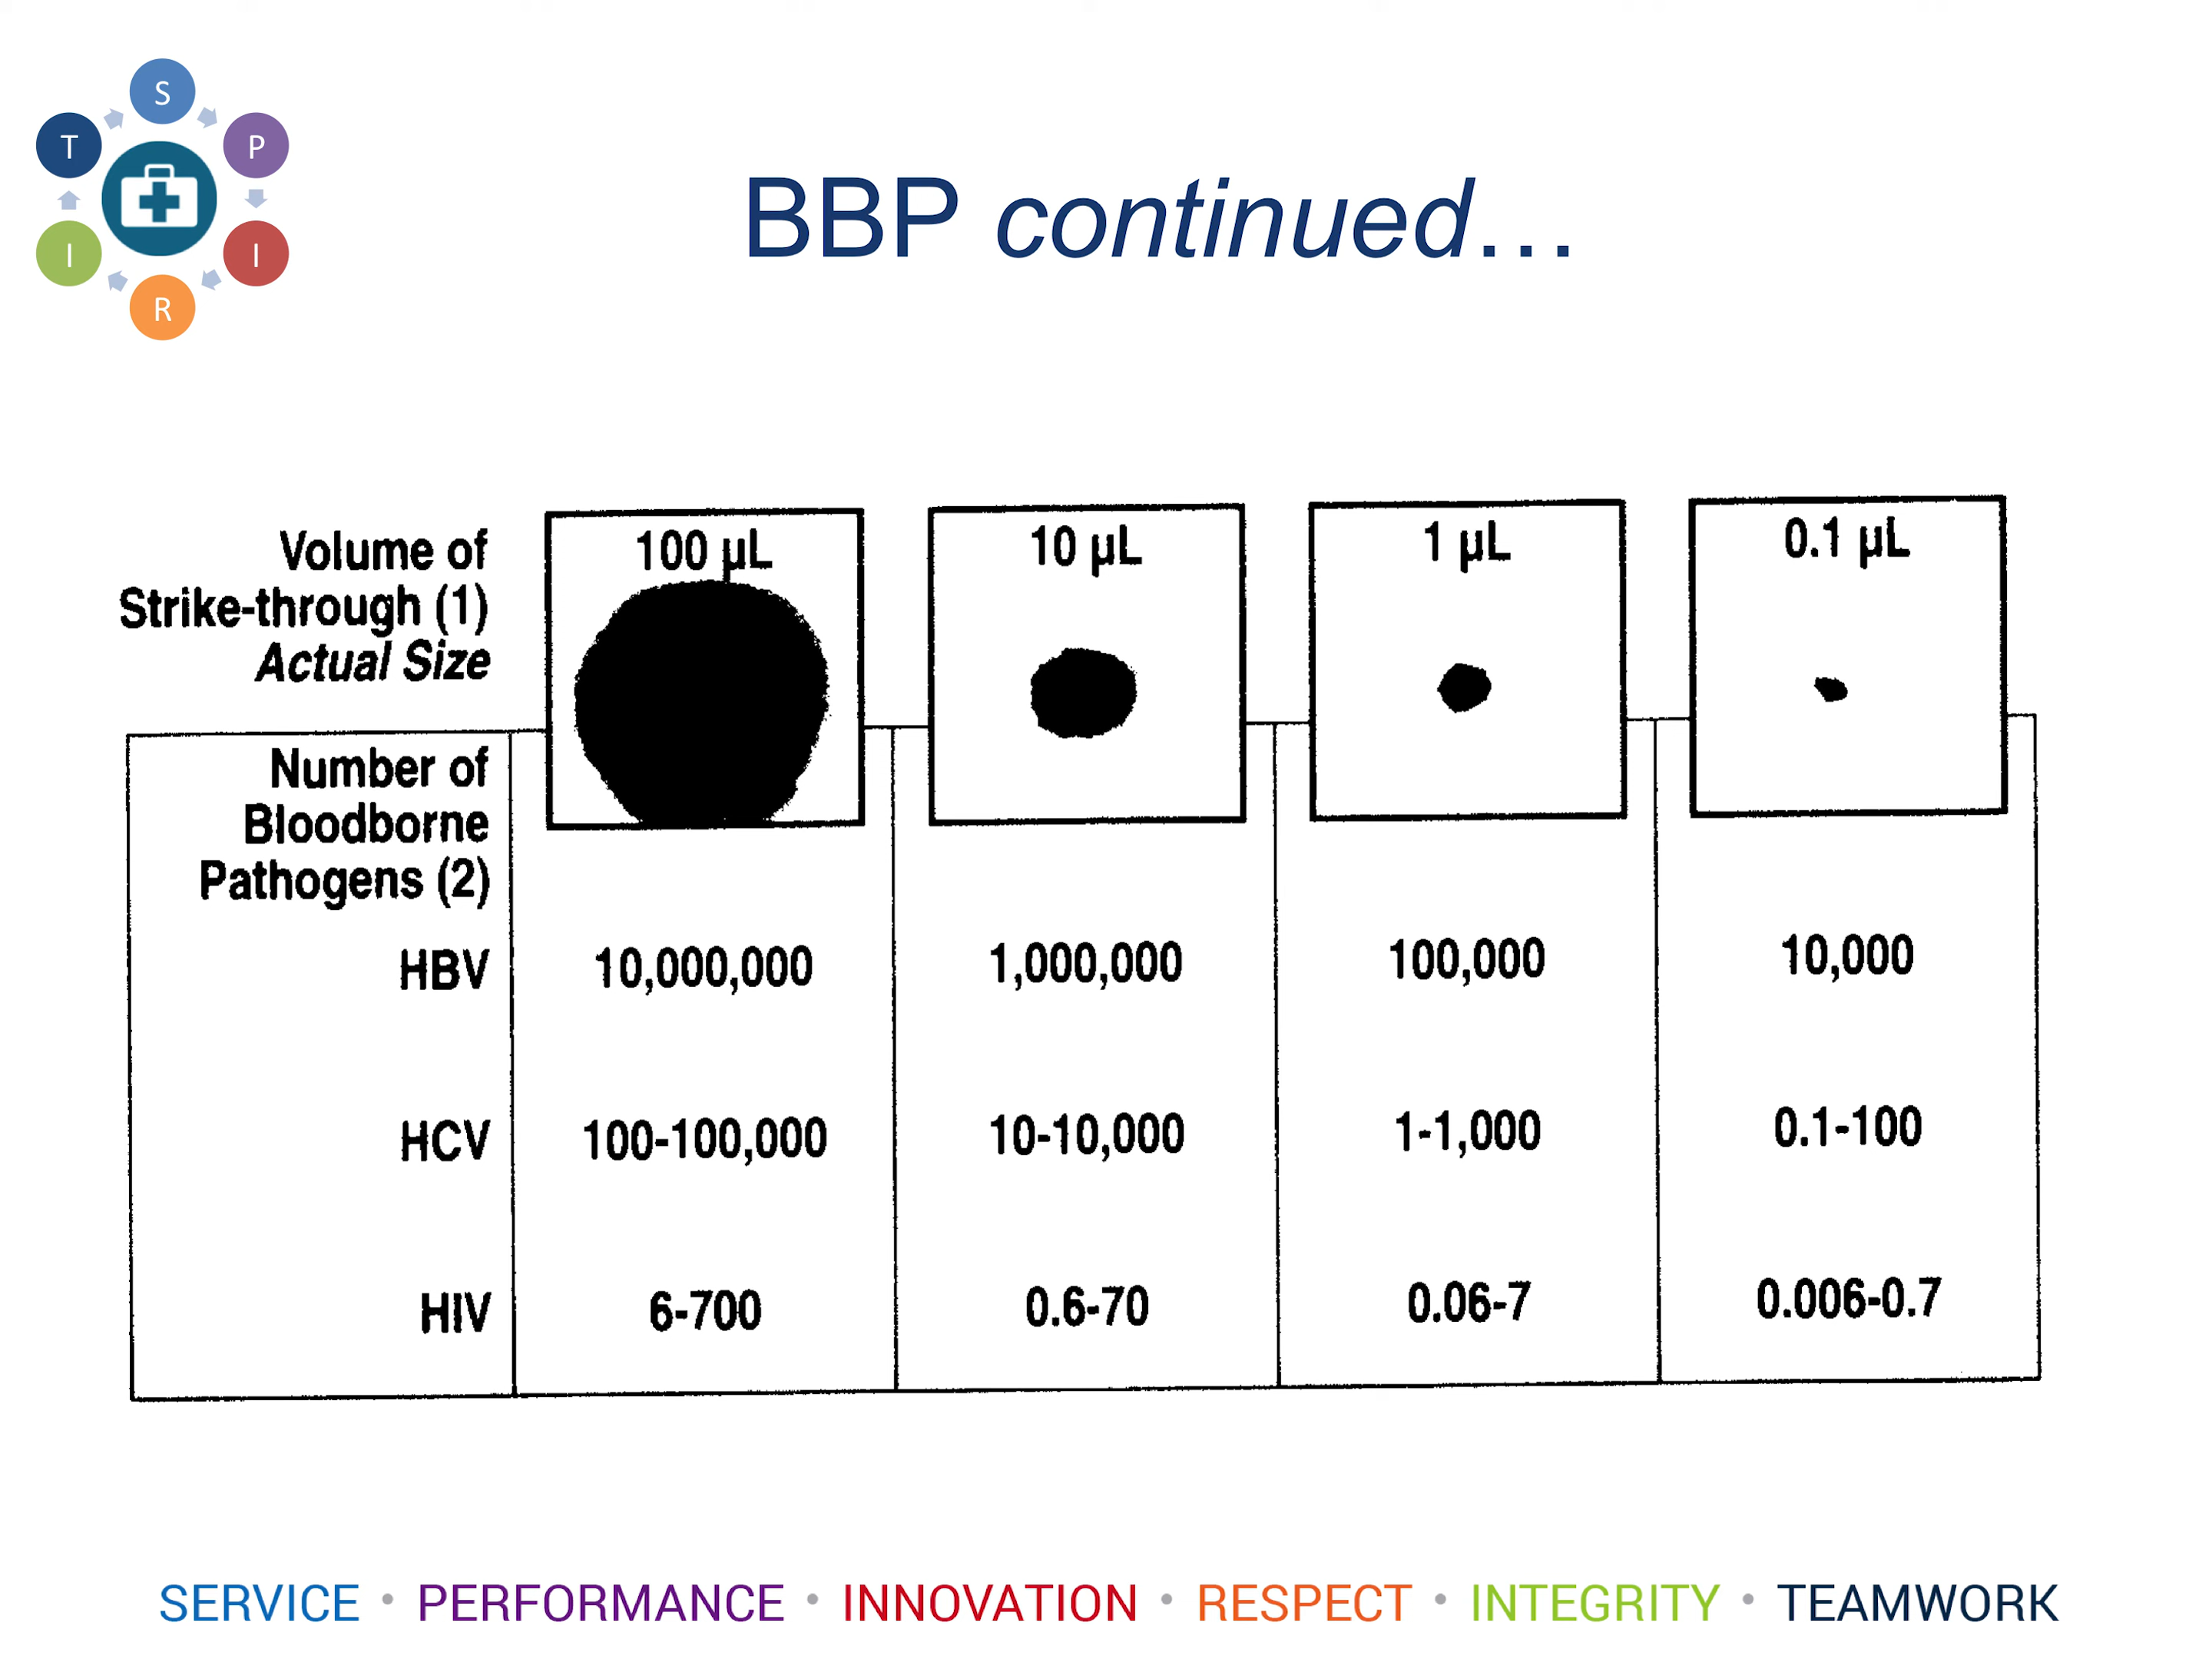 S
T
P
I
I
R
BBP continued...
Volume of
Strike-through (1)
Actual Size
100 µL
10 µL
1 µL
0.1 µL
Number of
Bloodborne
Pathogens (2)
HBV 10,000,000 1,000,000 100,000 10,000
HCV 100-100,000 10-10,000 1-1,000 0.1-100
HIV 6-700 0.6-70 0.06-7 0.006-0.7
SERVICE • PERFORMANCE • INNOVATION • RESPECT • INTEGRITY • TEAMWORK